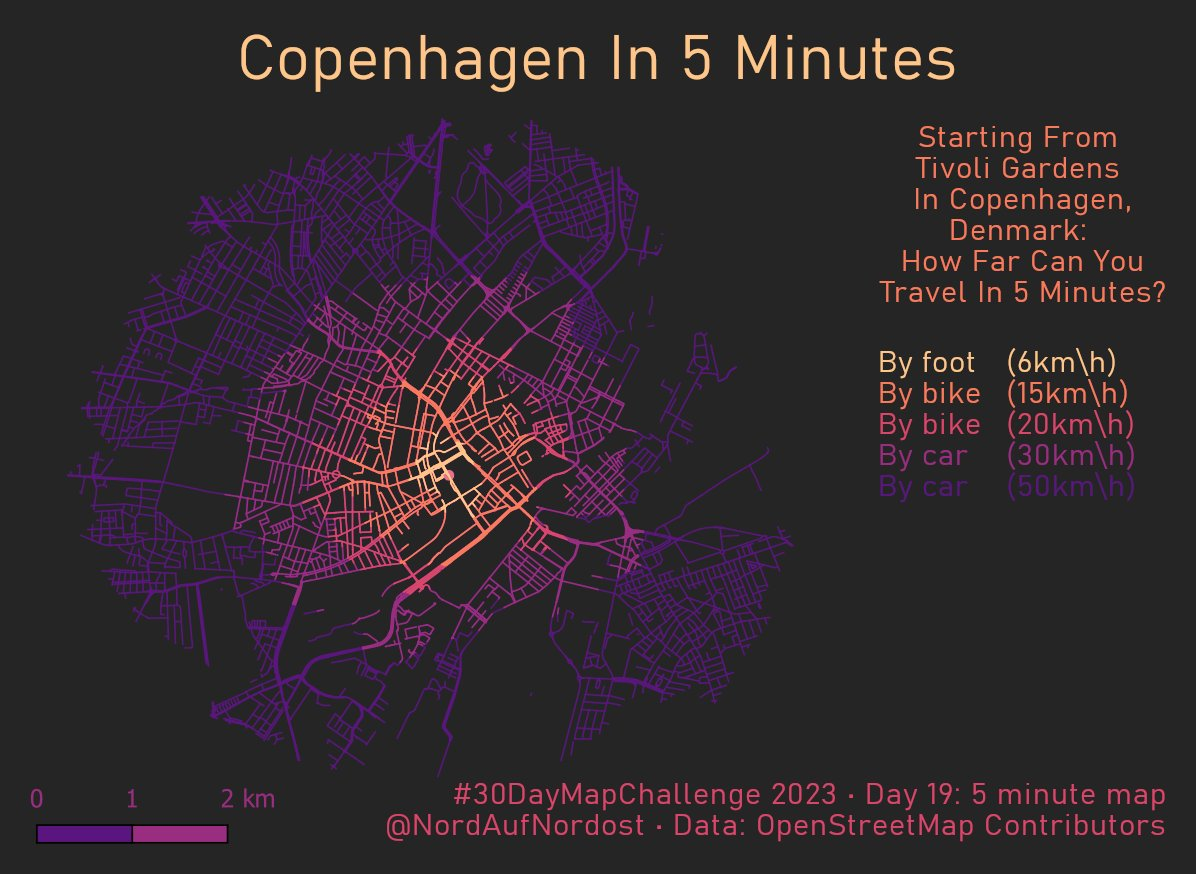 Copenhagen In 5 Minutes
Starting From
Tivoli Gardens
In Copenhagen,
Denmark:
How Far Can You
Travel In 5 Minutes?
By foot (6km\h)
By bike (15km\h)
By bike (20km\h)
By car (30km\h)
By car (50km\h)
0 1 2 km
#30DayMapChallenge 2023 · Day 19: 5 minute map
@NordAufNordost · Data: OpenStreetMap Contributors